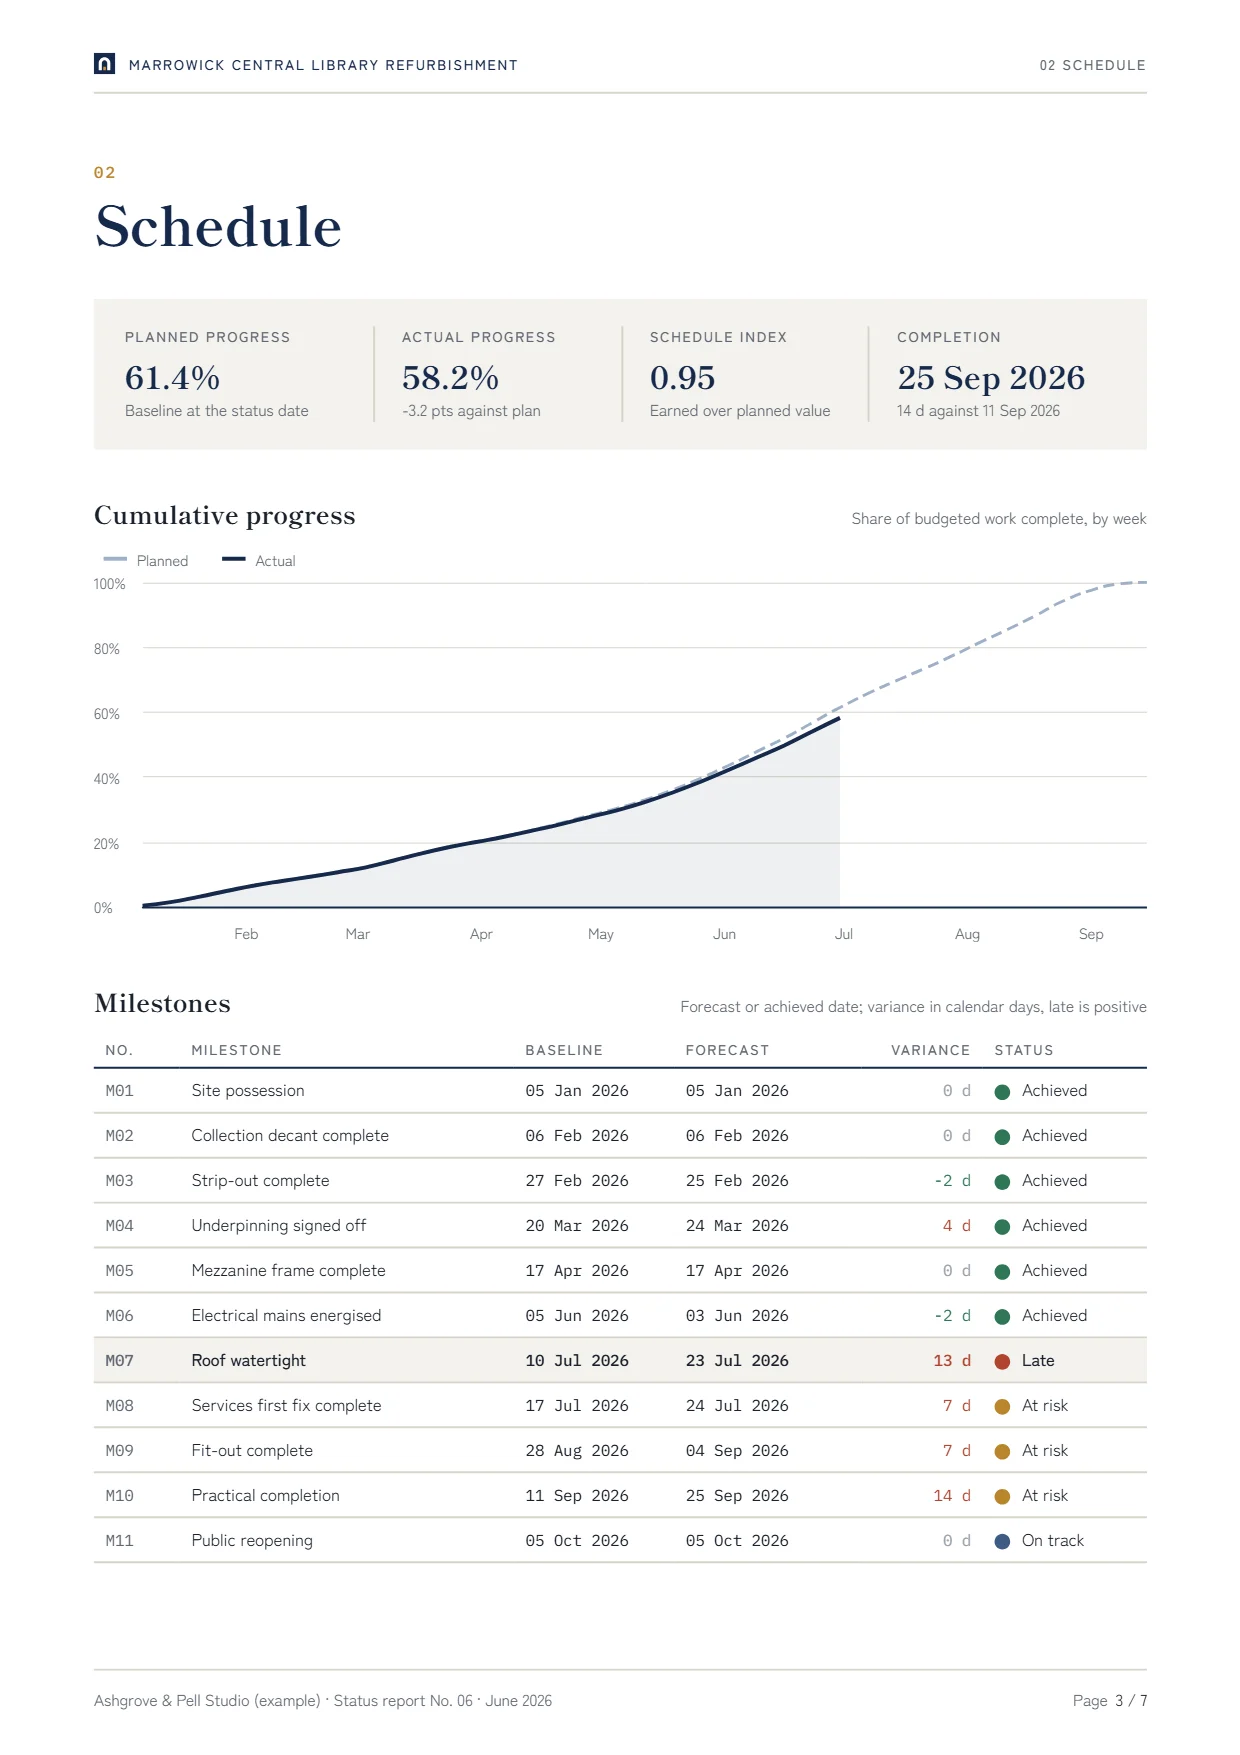 MARROWICK CENTRAL LIBRARY REFURBISHMENT 02 SCHEDULE
02
Schedule
PLANNED PROGRESS ACTUAL PROGRESS SCHEDULE INDEX COMPLETION
61.4% 58.2% 0.95 25 Sep 2026
Baseline at the status date -3.2 pts against plan Earned over planned value 14 d against 11 Sep 2026
Cumulative progress Share of budgeted work complete, by week
Planned Actual
100%
80%
60%
40%
20%
0%
Feb Mar Apr May Jun Jul Aug Sep
Milestones Forecast or achieved date; variance in calendar days, late is positive
NO. MILESTONE BASELINE FORECAST VARIANCE STATUS
M01 Site possession 05 Jan 2026 05 Jan 2026 0 d Achieved
M02 Collection decant complete 06 Feb 2026 06 Feb 2026 0 d Achieved
M03 Strip-out complete 27 Feb 2026 25 Feb 2026 -2 d Achieved
M04 Underpinning signed off 20 Mar 2026 24 Mar 2026 4 d Achieved
M05 Mezzanine frame complete 17 Apr 2026 17 Apr 2026 0 d Achieved
M06 Electrical mains energised 05 Jun 2026 03 Jun 2026 -2 d Achieved
M07 Roof watertight 10 Jul 2026 23 Jul 2026 13 d Late
M08 Services first fix complete 17 Jul 2026 24 Jul 2026 7 d At risk
M09 Fit-out complete 28 Aug 2026 04 Sep 2026 7 d At risk
M10 Practical completion 11 Sep 2026 25 Sep 2026 14 d At risk
M11 Public reopening 05 Oct 2026 05 Oct 2026 0 d On track
Ashgrove & Pell Studio (example) · Status report No. 06 · June 2026 Page 3 / 7